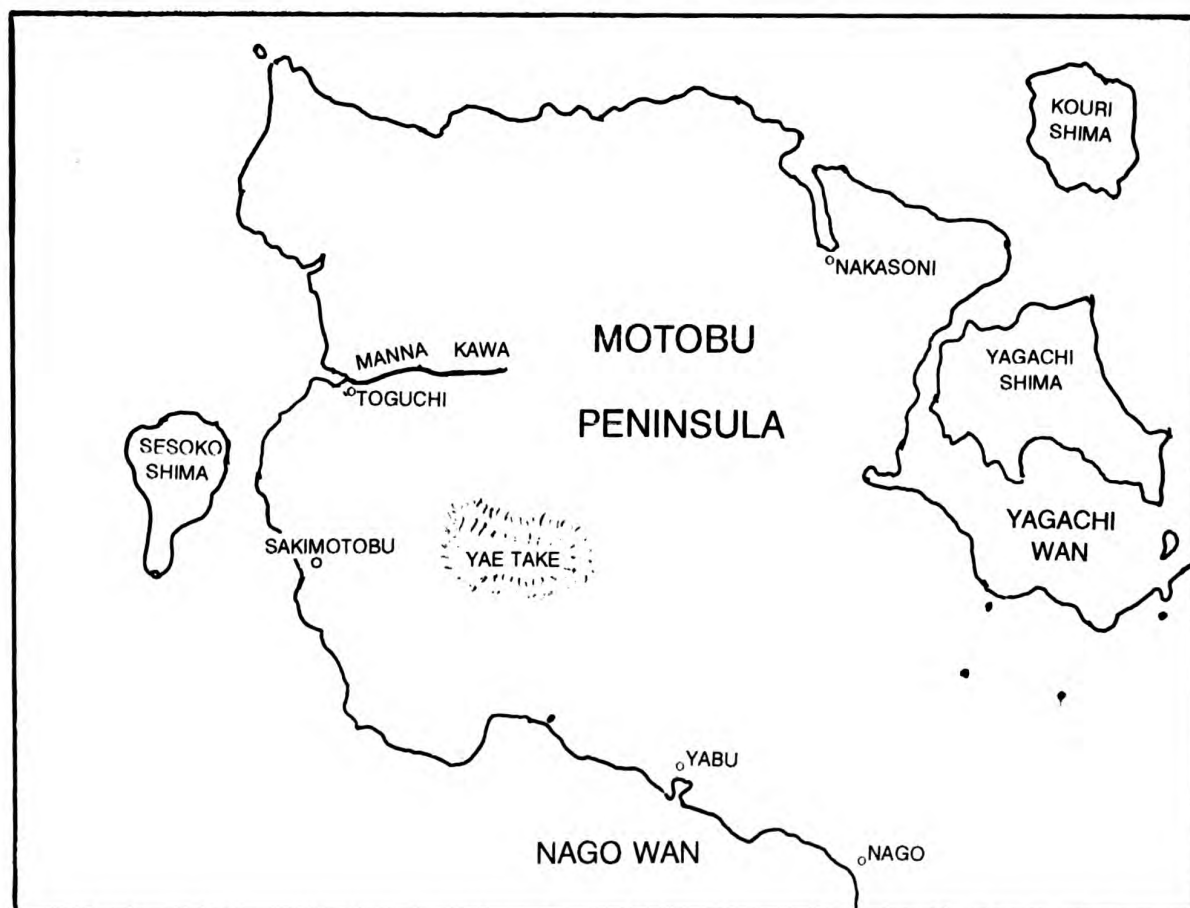 KOURI
SHIMA
NAKASONI
MOTOBU
PENINSULA
MANNA KAWA
TOGUCHI
YAGACHI
SHIMA
SESOKO
SHIMA
YAGACHI
WAN
SAKIMOTOBU
YAE TAKE
YABU
NAGO WAN
NAGO